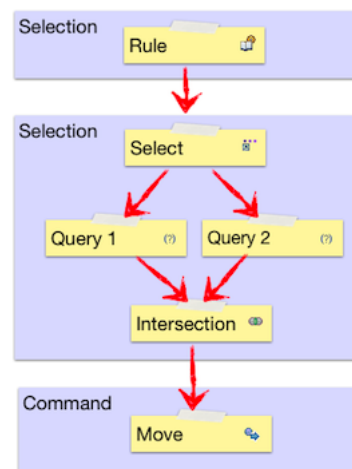 Selection
Rule
Selection
Select
Query 1 (?)
Query 2 (?)
Intersection
Command
Move